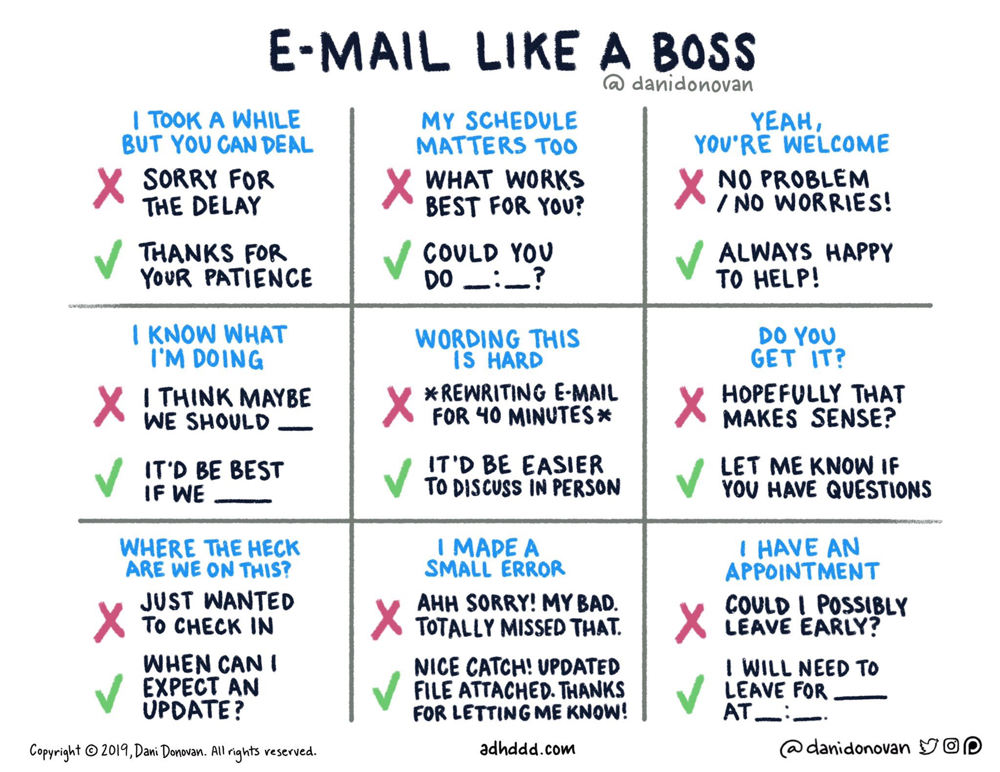 E-MAIL LIKE A BOSS
@danidonovan
I TOOK A WHILE
BUT YOU CAN DEAL
SORRY FOR
THE DELAY
THANKS FOR
YOUR PATIENCE
MY SCHEDULE
MATTERS TOO
WHAT WORKS
BEST FOR YOU?
COULD YOU
DO __:__?
YEAH,
YOU'RE WELCOME
NO PROBLEM
/NO WORRIES!
ALWAYS HAPPY
TO HELP!
I KNOW WHAT
I'M DOING
I THINK MAYBE
WE SHOULD __
IT'D BE BEST
IF WE ____
WORDING THIS
IS HARD
*REWRITING E-MAIL
FOR 40 MINUTES*
IT'D BE EASIER
TO DISCUSS IN PERSON
DO YOU
GET IT?
HOPEFULLY THAT
MAKES SENSE?
LET ME KNOW IF
YOU HAVE QUESTIONS
WHERE THE HECK
ARE WE ON THIS?
JUST WANTED
TO CHECK IN
WHEN CAN I
EXPECT AN
UPDATE?
I MADE A
SMALL ERROR
AHH SORRY! MY BAD.
TOTALLY MISSED THAT.
NICE CATCH! UPDATED
FILE ATTACHED. THANKS
FOR LETTING ME KNOW!
I HAVE AN
APPOINTMENT
COULD I POSSIBLY
LEAVE EARLY?
I WILL NEED TO
LEAVE FOR ____
AT __:__.
Copyright © 2019, Dani Donovan. All rights reserved.
adhddd.com
@danidonovan